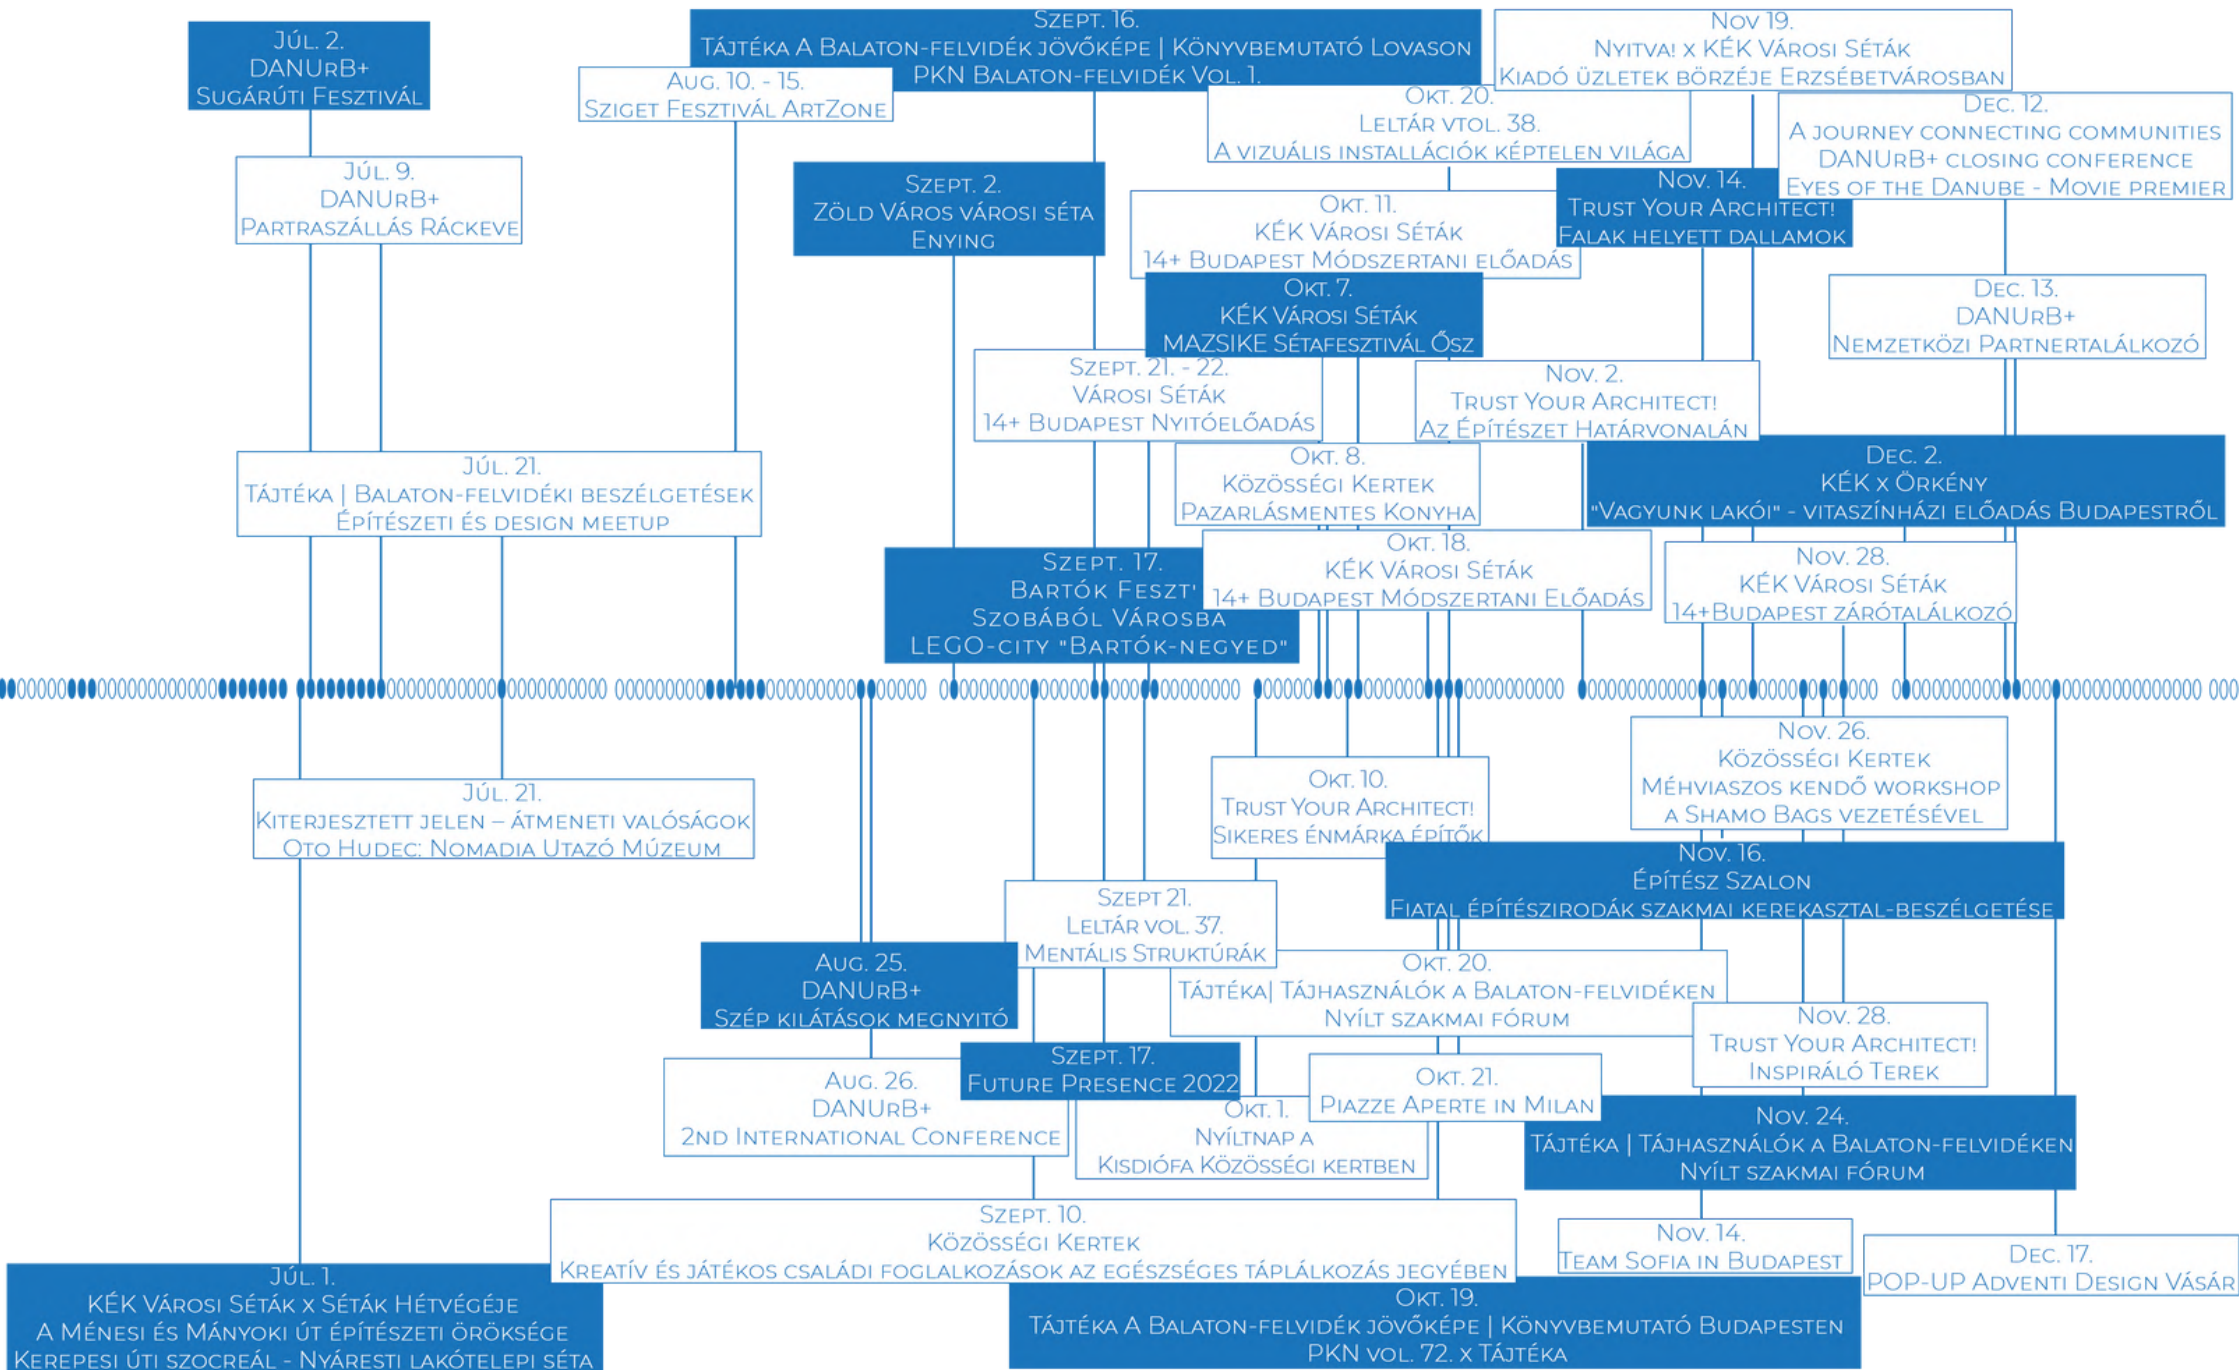 Júl. 2.
DANUrB+
Sugárúti Fesztivál
Júl. 9.
DANUrB+
Partraszállás Ráckeve
Júl. 21.
Tájtéka | Balaton-felvidéki beszélgetések
Építészeti és design meetup
Aug. 10. - 15.
Sziget Fesztivál ArtZone
Szept. 16.
Tájtéka A Balaton-felvidék jövőképe | Könyvbemutató Lovason
PKN Balaton-felvidék Vol. 1.
Szept. 2.
Zöld Város városi séta
Enying
Szept. 21. - 22.
Városi Séták
14+ Budapest Nyitóelőadás
Szept. 17.
Bartók Feszt'
Szobából Városba
LEGO-city "Bartók-negyed"
Okt. 20.
Leltár vtol. 38.
A vizuális installációk képtelen világa
Okt. 11.
KÉK Városi Séták
14+ Budapest Módszertani előadás
Okt. 7.
KÉK Városi Séták
MAZSIKE Sétafesztivál Ősz
Okt. 8.
Közösségi Kertek
Pazarlásmentes Konyha
Okt. 18.
KÉK Városi Séták
14+ Budapest Módszertani Előadás
Nov 19.
Nyitva! x KÉK Városi Séták
Kiadó üzletek börzéje Erzsébetvárosban
Nov. 14.
Trust Your Architect!
Falak helyett dallamok
Nov. 2.
Trust Your Architect!
Az Építészet Határvonalán
Dec. 12.
A journey connecting communities
DANUrB+ closing conference
Eyes of the Danube - Movie premier
Dec. 13.
DANUrB+
Nemzetközi Partnertalálkozó
Dec. 2.
KÉK x Örkény
"Vagyunk lakói" - vitaszínházi előadás Budapestről
Nov. 28.
KÉK Városi Séták
14+Budapest zárótalálkozó
Júl. 21.
Kiterjesztett jelen – átmeneti valóságok
Oto Hudec: Nomadia Utazó Múzeum
Júl. 1.
KÉK Városi Séták x Séták Hétvégéje
A Ménesi és Mányoki út építészeti öröksége
Kerepesi úti szocreál - Nyáresti lakótelepi séta
Aug. 25.
DANUrB+
Szép kilátások megnyitó
Aug. 26.
DANUrB+
2nd International Conference
Szept 21.
Leltár vol. 37.
Mentális Struktúrák
Szept. 17.
Future Presence 2022
Szept. 10.
Közösségi Kertek
Kreatív és játékos családi foglalkozások az egészséges táplálkozás jegyében
Okt. 10.
Trust Your Architect!
Sikeres énmárka építők
Okt. 20.
Tájtéka| Tájhasználók a Balaton-felvidéken
Nyílt szakmai fórum
Okt. 21.
Piazze Aperte in Milan
Okt. 1.
Nyíltnap a
Kisdiófa Közösségi kertben
Okt. 19.
Tájtéka A Balaton-felvidék jövőképe | Könyvbemutató Budapesten
PKN vol. 72. x Tájtéka
Nov. 26.
Közösségi Kertek
Méhviaszos kendő workshop
a Shamo Bags vezetésével
Nov. 16.
Építész Szalon
Fiatal építészirodák szakmai kerekasztal-beszélgetése
Nov. 28.
Trust Your Architect!
Inspiráló Terek
Nov. 24.
Tájtéka | Tájhasználók a Balaton-felvidéken
Nyílt szakmai fórum
Nov. 14.
Team Sofia in Budapest
Dec. 17.
POP-UP Adventi Design Vásár